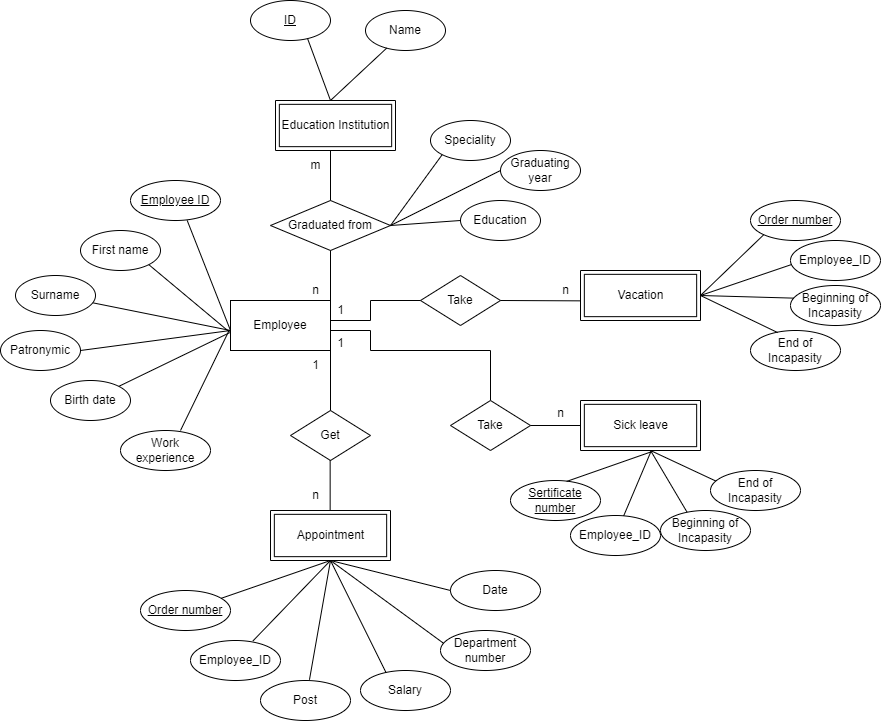 ID
Name
Education Institution
m
Speciality
Graduating
year
Education
Graduated from
Employee ID
First name
Surname
Patronymic
Birth date
Work
experience
n
Employee
1
1
1
Take
n
Vacation
Order number
Employee_ID
Beginning of
Incapasity
End of
Incapasity
Take
n
Sick leave
Sertificate
number
Employee_ID
Beginning of
Incapasity
End of
Incapasity
Get
n
Appointment
Order number
Employee_ID
Post
Salary
Department
number
Date